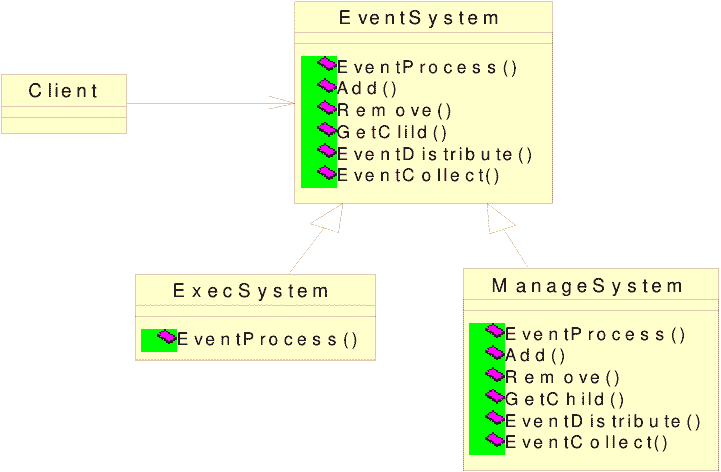 EventSystem
EventProcess()
Add()
Remove()
GetClild()
EventDistribute()
EventCollect()
Client
ExecSystem
EventProcess()
ManageSystem
EventProcess()
Add()
Remove()
GetChild()
EventDistribute()
EventCollect()